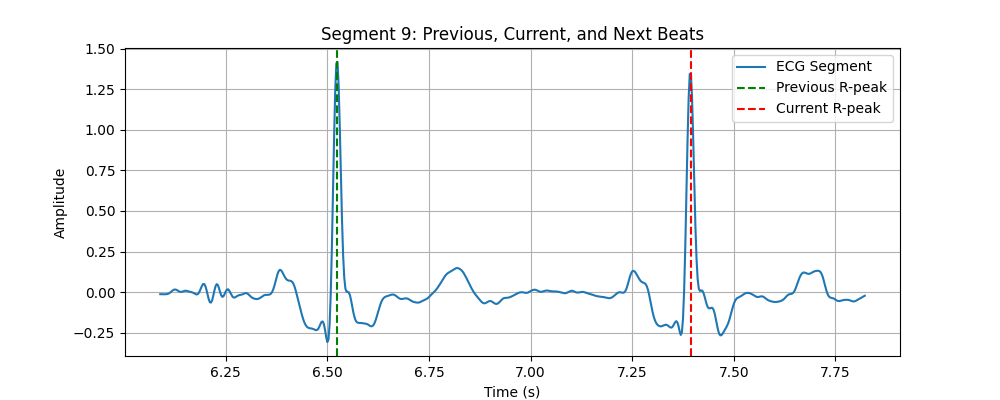 Segment 9: Previous, Current, and Next Beats
ECG Segment
Previous R-peak
Current R-peak
Amplitude
1.50
1.25
1.00
0.75
0.50
0.25
0.00
−0.25
6.25 6.50 6.75 7.00 7.25 7.50 7.75
Time (s)